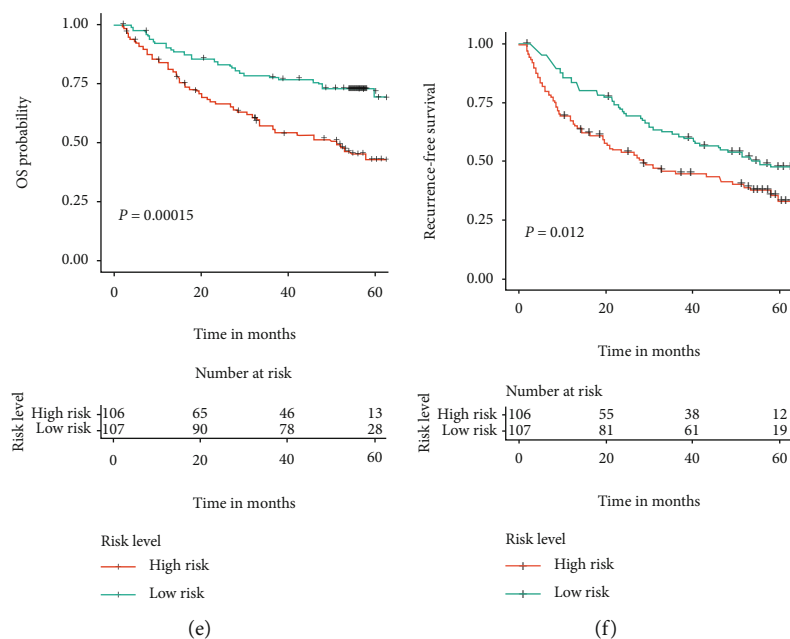 1.00
0.75
0.50
0.25
0.00
OS probability
P = 0.00015
0 20 40 60
Time in months
Number at risk
Risk level
High risk 106 65 46 13
Low risk 107 90 78 28
0 20 40 60
Time in months
Risk level
High risk
Low risk
(e)
1.00
0.75
0.50
0.25
0.00
Recurrence-free survival
P = 0.012
0 20 40 60
Time in months
Number at risk
Risk level
High risk 106 55 38 12
Low risk 107 81 61 19
0 20 40 60
Time in months
Risk level
High risk
Low risk
(f)